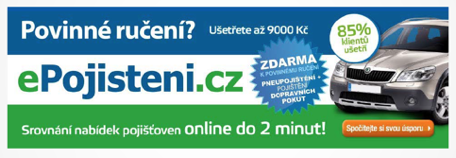 Povinné ručení?
Ušetřete až 9000 Kč
85%
klientů
ušetří
ePojisteni.cz
ZDARMA
K POVINNÉMU RUČENÍ
PNEUPOJIŠTĚNÍ +
POJIŠTĚNÍ
DOPRAVNÍCH
POKUT
Srovnání nabídek pojišťoven online do 2 minut!
Spočítejte si svou úsporu